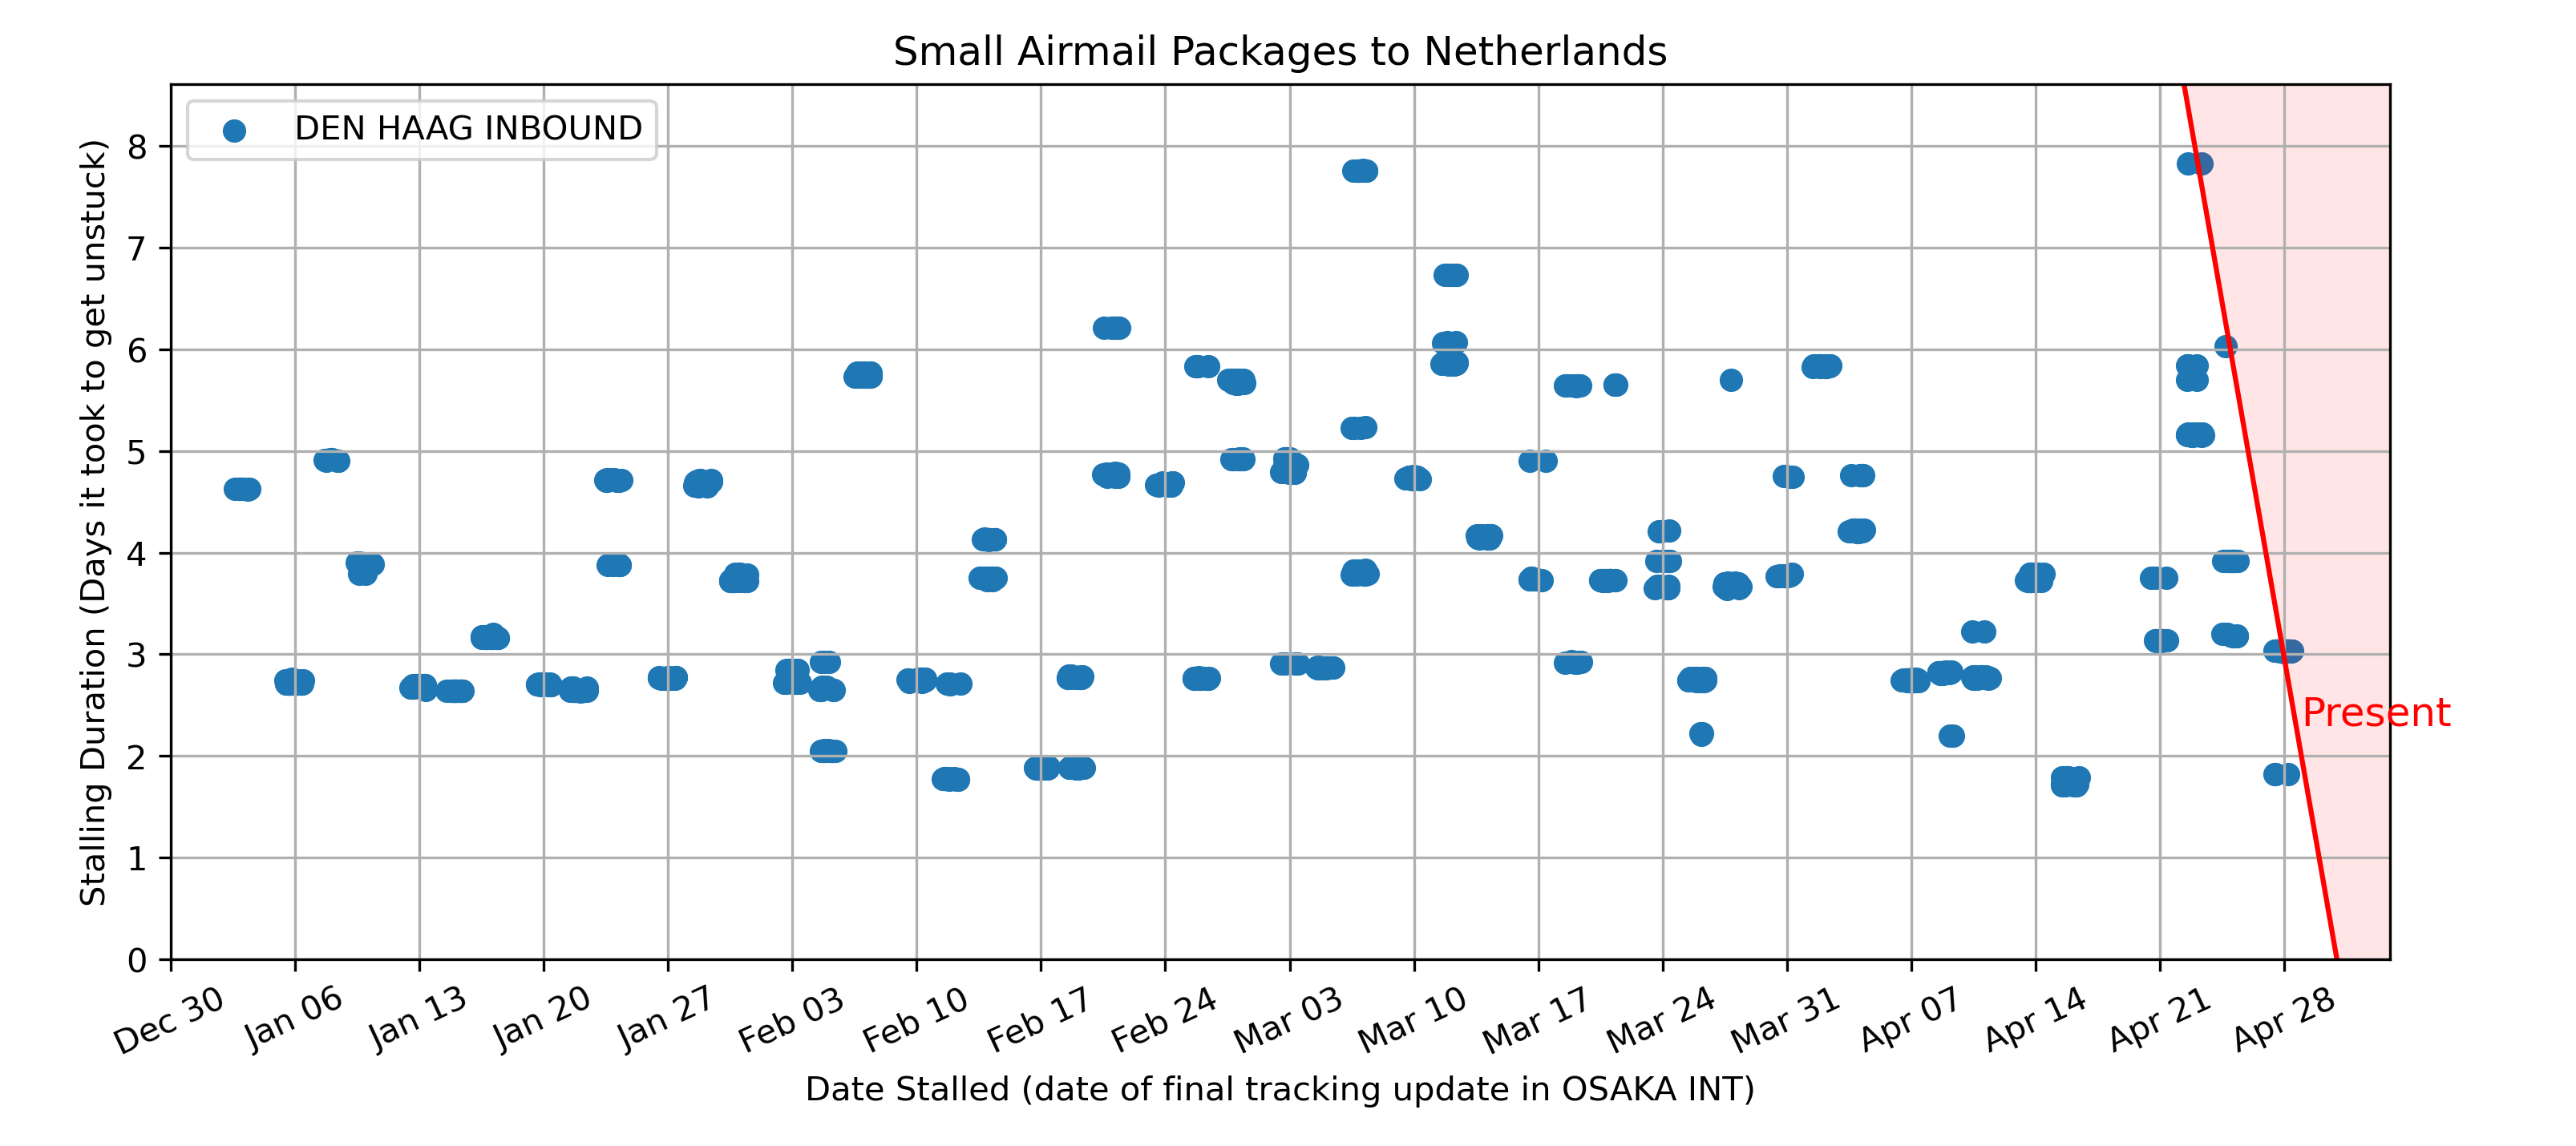 Small Airmail Packages to Netherlands
DEN HAAG INBOUND
Stalling Duration (Days it took to get unstuck)
8
7
6
5
4
3
2
1
0
Present
Dec 30
Jan 06
Jan 13
Jan 20
Jan 27
Feb 03
Feb 10
Feb 17
Feb 24
Mar 03
Mar 10
Mar 17
Mar 24
Mar 31
Apr 07
Apr 14
Apr 21
Apr 28
Date Stalled (date of final tracking update in OSAKA INT)